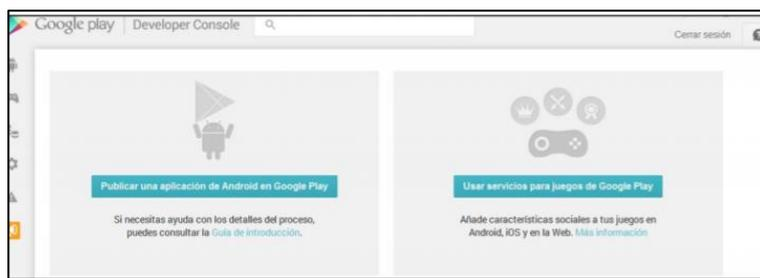 Google play Developer Console
Cerrar sesión
Publicar una aplicación de Android en Google Play
Si necesitas ayuda con los detalles del proceso,
puedes consultar la Guía de introducción.
Usar servicios para juegos de Google Play
Añade características sociales a tus juegos en
Android, iOS y en la Web. Más información